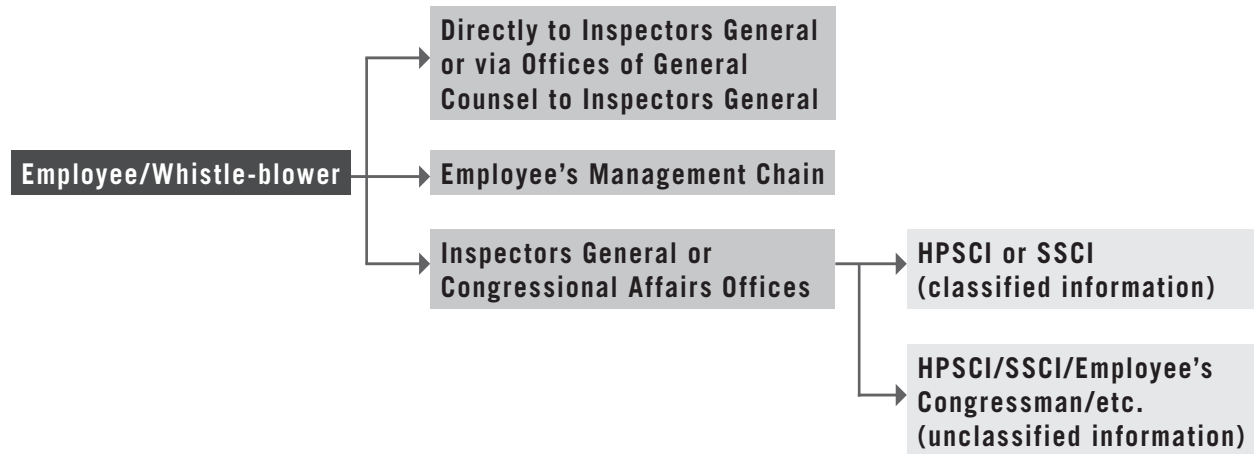 Directly to Inspectors General
or via Offices of General
Counsel to Inspectors General
Employee/Whistle-blower
Employee’s Management Chain
Inspectors General or
Congressional Affairs Offices
HPSCI or SSCI
(classified information)
HPSCI/SSCI/Employee’s
Congressman/etc.
(unclassified information)